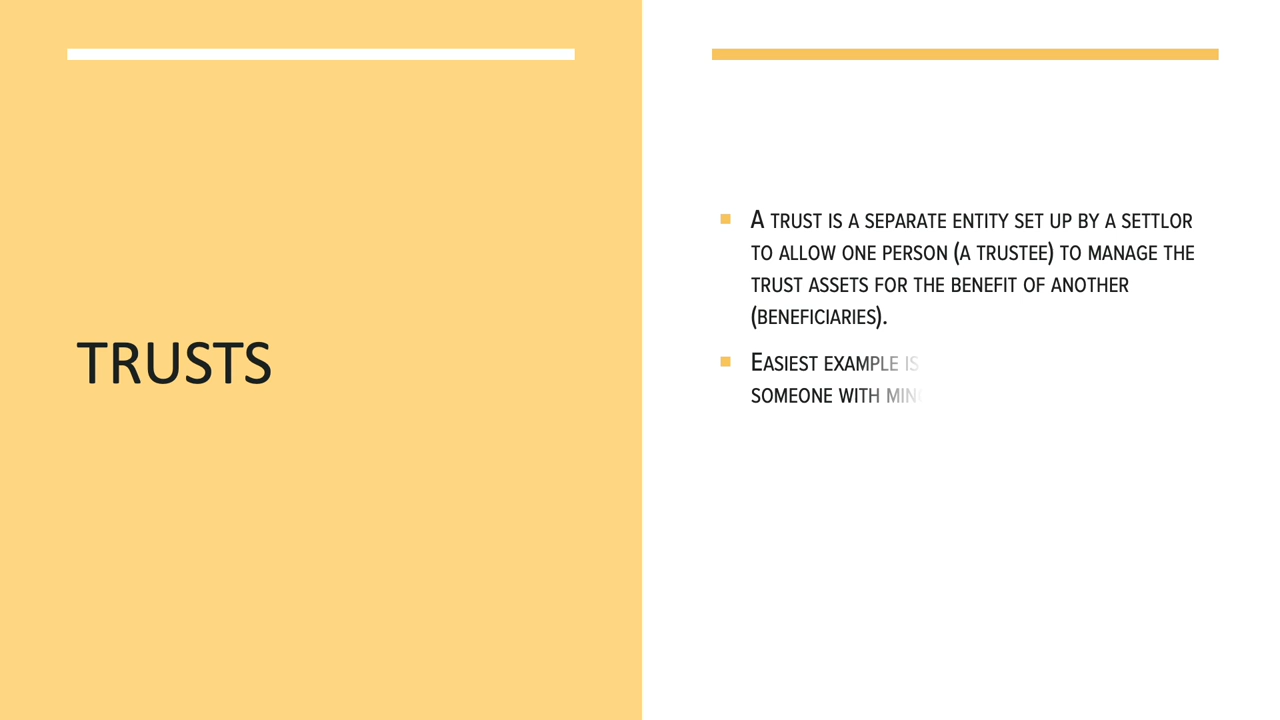 TRUSTS
A TRUST IS A SEPARATE ENTITY SET UP BY A SETTLOR
TO ALLOW ONE PERSON (A TRUSTEE) TO MANAGE THE
TRUST ASSETS FOR THE BENEFIT OF ANOTHER
(BENEFICIARIES).
EASIEST EXAMPLE IS
SOMEONE WITH